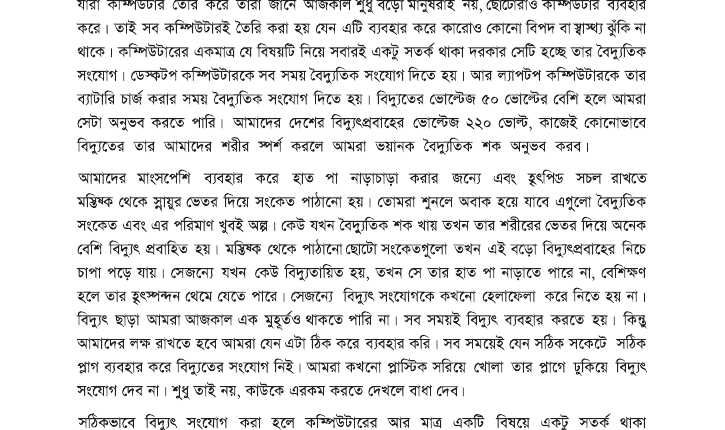 যারা কম্পিউটার তৈরি করে তারা জানে আজকাল শুধু বড়ো মানুষরাই নয়, ছোটোরাও কম্পিউটার ব্যবহার
করে। তাই সব কম্পিউটারই তৈরি করা হয় যেন এটি ব্যবহার করে কারোও কোনো বিপদ বা স্বাস্থ্য ঝুঁকি না
থাকে। কম্পিউটারের একমাত্র যে বিষয়টি নিয়ে সবারই একটু সতর্ক থাকা দরকার সেটি হচ্ছে তার বৈদ্যুতিক
সংযোগ। ডেস্কটপ কম্পিউটারকে সব সময় বৈদ্যুতিক সংযোগ দিতে হয়। আর ল্যাপটপ কম্পিউটারকে তার
ব্যাটারি চার্জ করার সময় বৈদ্যুতিক সংযোগ দিতে হয়। বিদ্যুতের ভোল্টেজ ৫০ ভোল্টের বেশি হলে আমরা
সেটা অনুভব করতে পারি। আমাদের দেশের বিদ্যুৎপ্রবাহের ভোল্টেজ ২২০ ভোল্ট, কাজেই কোনোভাবে
বিদ্যুতের তার আমাদের শরীর স্পর্শ করলে আমরা ভয়ানক বৈদ্যুতিক শক অনুভব করব।
আমাদের মাংসপেশি ব্যবহার করে হাত পা নাড়াচাড়া করার জন্যে এবং হৃৎপিণ্ড সচল রাখতে
মস্তিষ্ক থেকে স্নায়ুর ভেতর দিয়ে সংকেত পাঠানো হয়। তোমরা শুনলে অবাক হয়ে যাবে এগুলো বৈদ্যুতিক
সংকেত এবং এর পরিমাণ খুবই অল্প। কেউ যখন বৈদ্যুতিক শক খায় তখন তার শরীরের ভেতর দিয়ে অনেক
বেশি বিদ্যুৎ প্রবাহিত হয়। মস্তিষ্ক থেকে পাঠানো ছোটো সংকেতগুলো তখন এই বড়ো বিদ্যুৎপ্রবাহের নিচে
চাপা পড়ে যায়। সেজন্যে যখন কেউ বিদ্যুতায়িত হয়, তখন সে তার হাত পা নাড়াতে পারে না, বেশিক্ষণ
হলে তার হৃৎস্পন্দন থেমে যেতে পারে। সেজন্যে বিদ্যুৎ সংযোগকে কখনো হেলাফেলা করে নিতে হয় না।
বিদ্যুৎ ছাড়া আমরা আজকাল এক মুহূর্তও থাকতে পারি না। সব সময়ই বিদ্যুৎ ব্যবহার করতে হয়। কিন্তু
আমাদের লক্ষ রাখতে হবে আমরা যেন এটা ঠিক করে ব্যবহার করি। সব সময়েই যেন সঠিক সকেটে সঠিক
প্লাগ ব্যবহার করে বিদ্যুতের সংযোগ নিই। আমরা কখনো প্লাস্টিক সরিয়ে খোলা তার প্লাগে ঢুকিয়ে বিদ্যুৎ
সংযোগ দেব না। শুধু তাই নয়, কাউকে এরকম করতে দেখলে বাধা দেব।
সঠিকভাবে বিদ্যুৎ সংযোগ করা হলে কম্পিউটারের আর মাত্র একটি বিষয়ে একটু সতর্ক থাকা